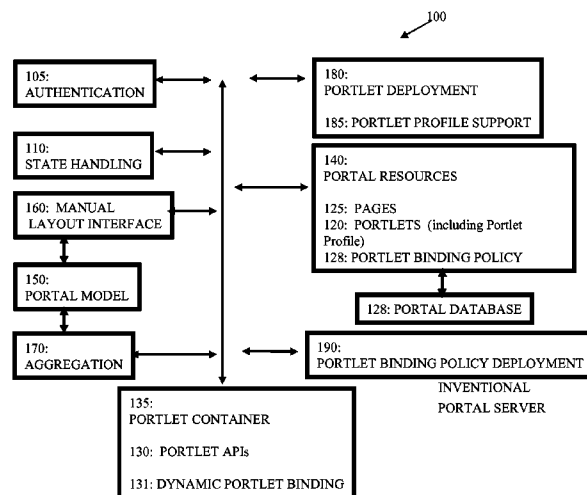 100
105:
AUTHENTICATION
110:
STATE HANDLING
160: MANUAL
LAYOUT INTERFACE
150:
PORTAL MODEL
170:
AGGREGATION
180:
PORTLET DEPLOYMENT
185: PORTLET PROFILE SUPPORT
140:
PORTAL RESOURCES
125: PAGES
120: PORTLETS (including Portlet
Profile)
128: PORTLET BINDING POLICY
128: PORTAL DATABASE
190:
PORTLET BINDING POLICY DEPLOYMENT
INVENTIONAL
PORTAL SERVER
135:
PORTLET CONTAINER
130: PORTLET APIs
131: DYNAMIC PORTLET BINDING